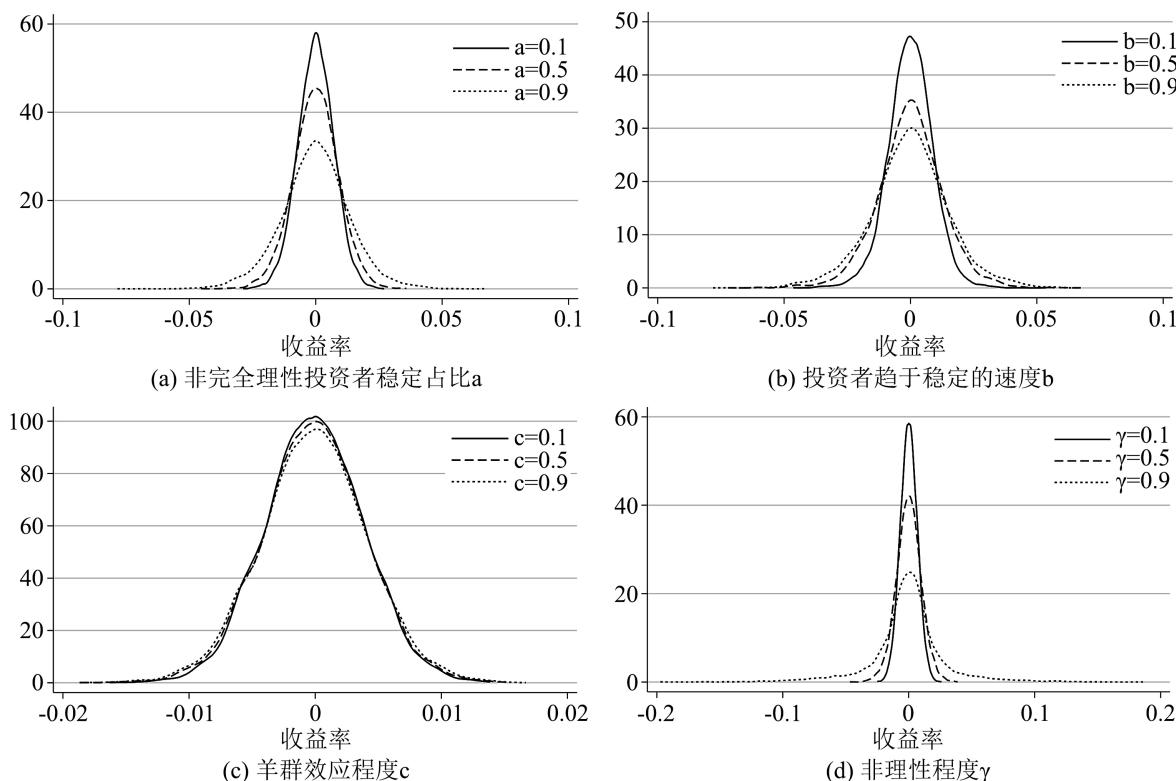 60
40
20
0
-0.1
-0.05
0
0.05
0.1
a=0.1
a=0.5
a=0.9
收益率
(a) 非完全理性投资者稳定占比a
50
40
30
20
10
0
-0.1
-0.05
0
0.05
0.1
b=0.1
b=0.5
b=0.9
收益率
(b) 投资者趋于稳定的速度b
100
80
60
40
20
0
-0.02
-0.01
0
0.01
0.02
c=0.1
c=0.5
c=0.9
收益率
(c) 羊群效应程度c
60
40
20
0
-0.2
-0.1
0
0.1
0.2
γ=0.1
γ=0.5
γ=0.9
收益率
(d) 非理性程度γ